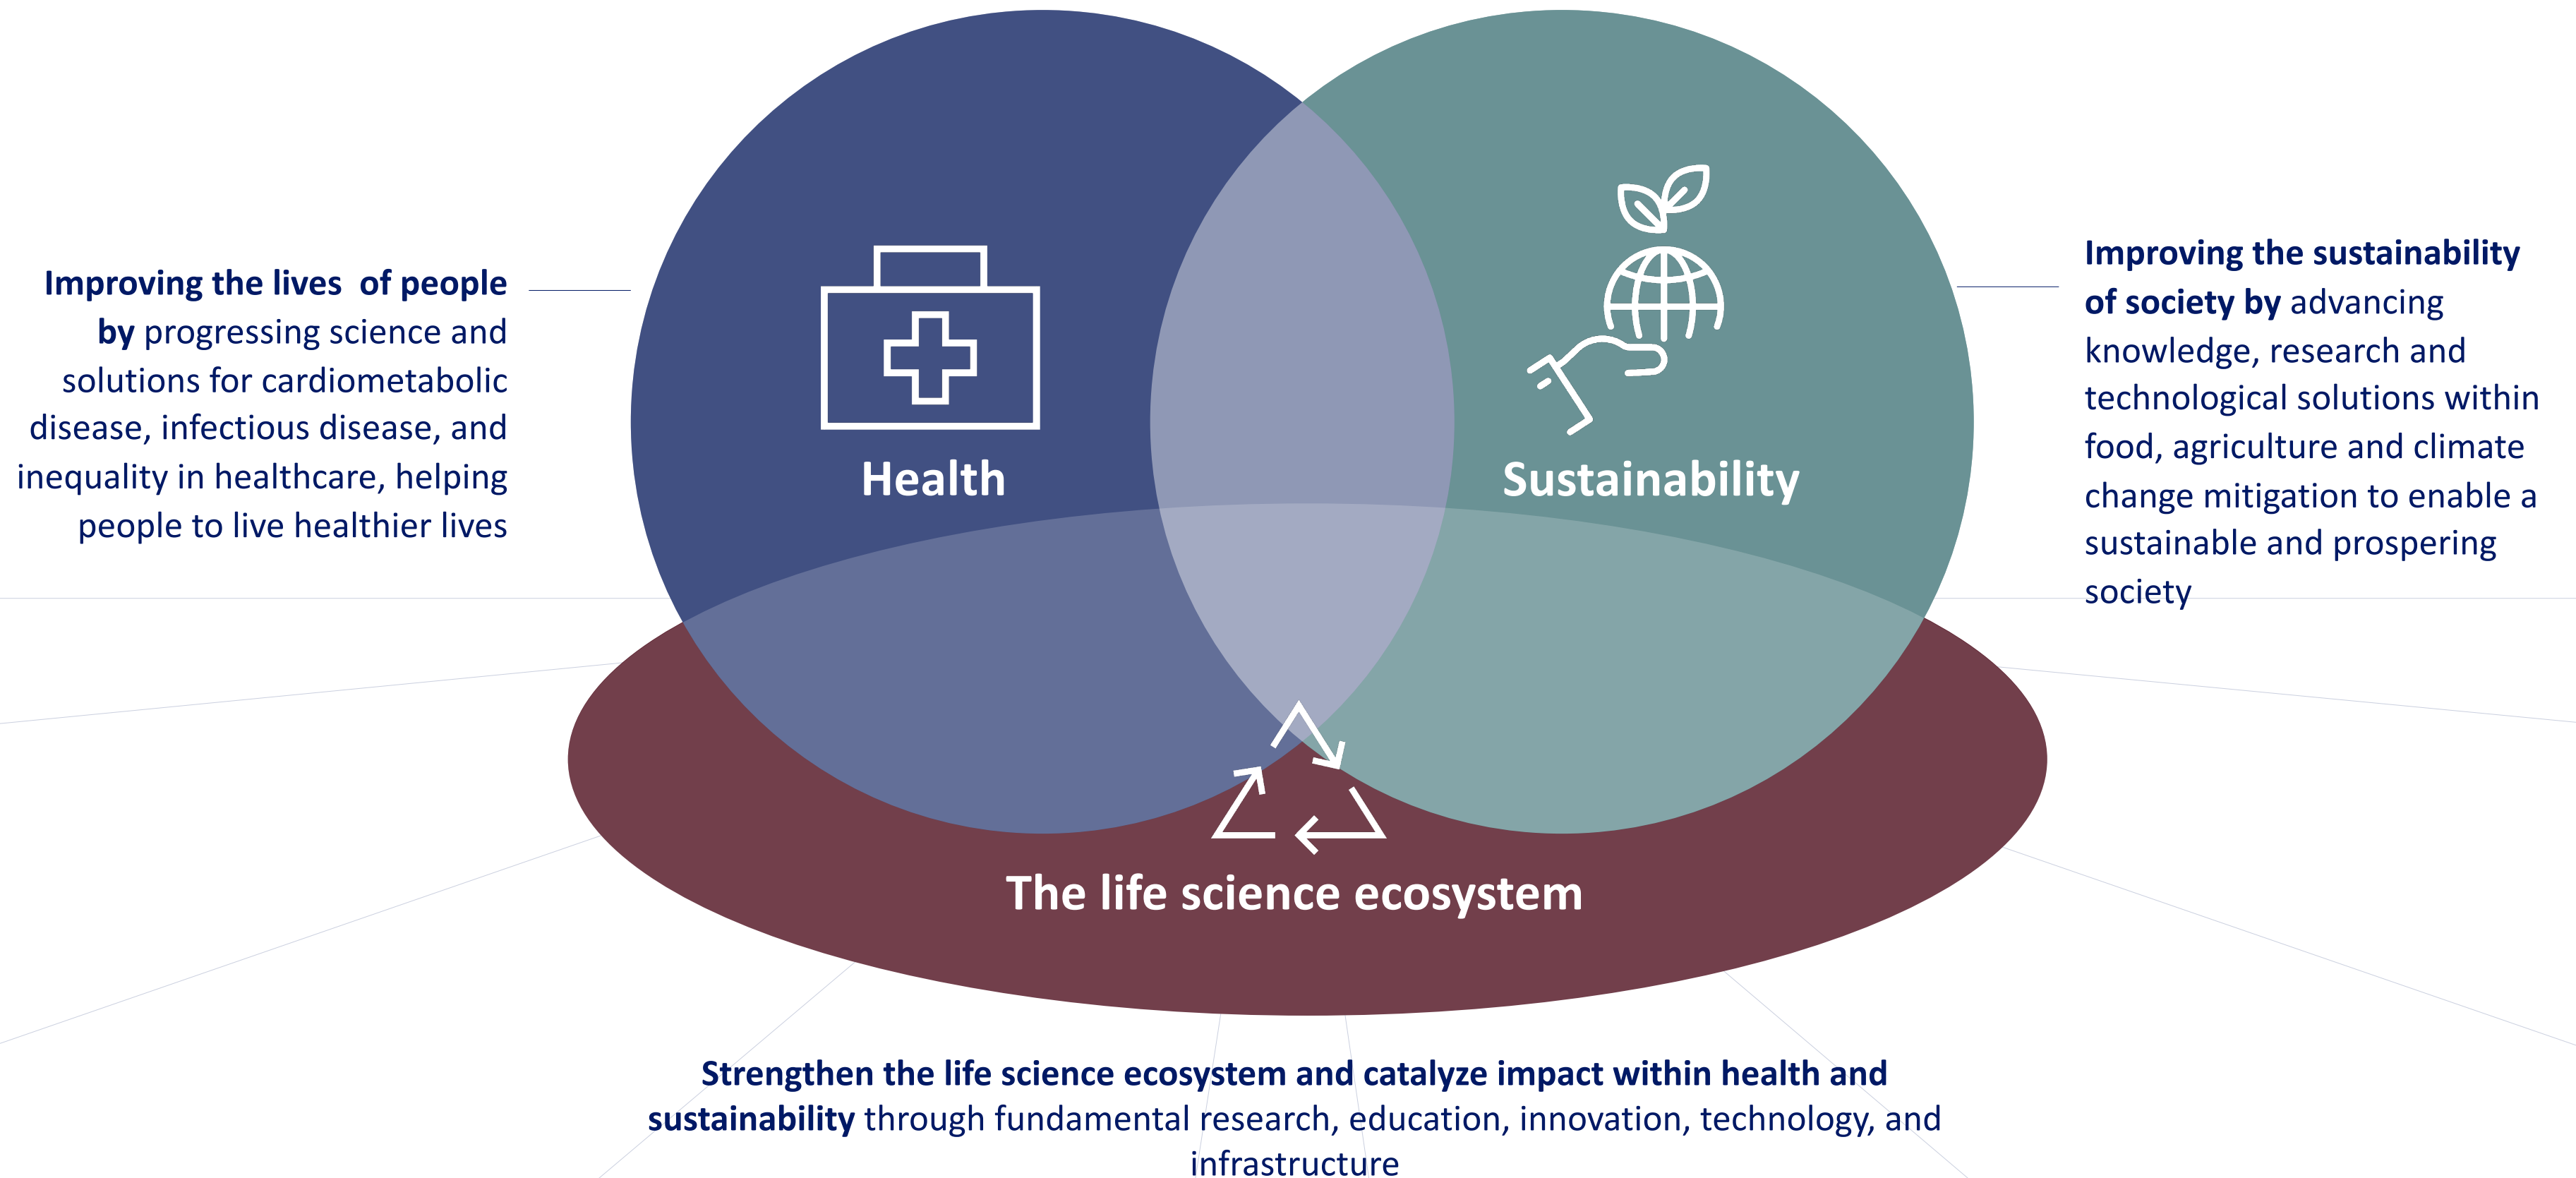 Improving the lives  of people
by progressing science and
solutions for cardiometabolic
disease, infectious disease, and
inequality in healthcare, helping
people to live healthier lives
Health
Sustainability
Improving the sustainability
of society by advancing
knowledge, research and
technological solutions within
food, agriculture and climate
change mitigation to enable a
sustainable and prospering
society
The life science ecosystem
Strengthen the life science ecosystem and catalyze impact within health and
sustainability through fundamental research, education, innovation, technology, and
infrastructure